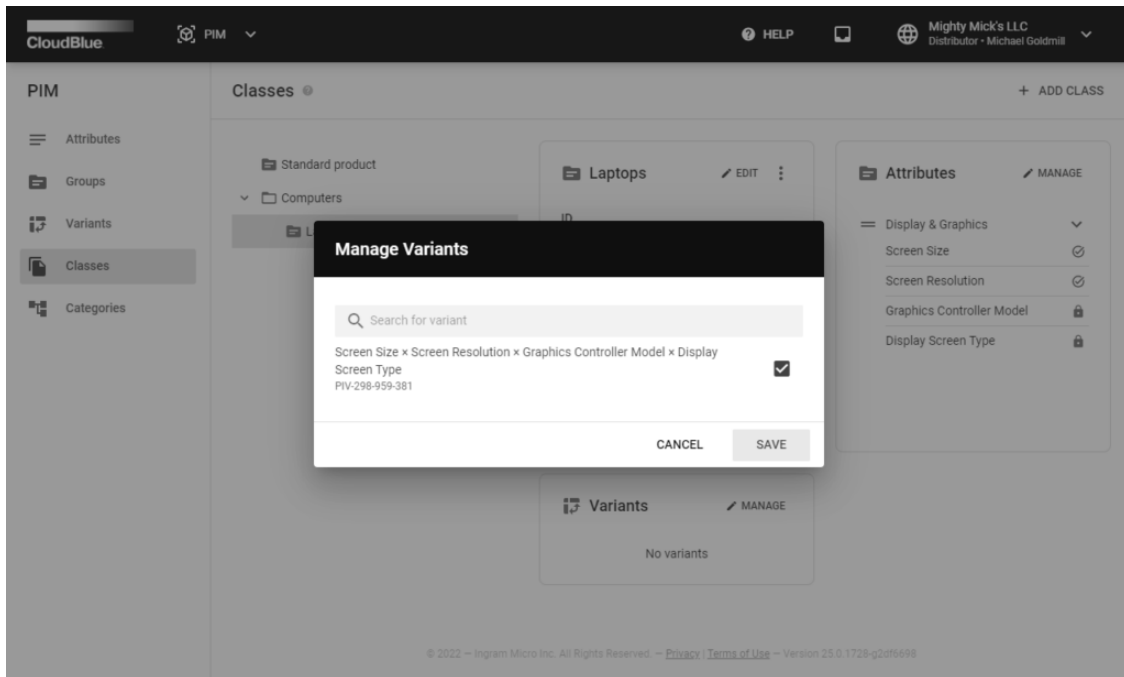 CloudBlue
PIM
HELP
Mighty Mick's LLC
Distributor • Michael Goldmill
PIM
Classes
+ ADD CLASS
Attributes
Groups
Variants
Classes
Categories
Standard product
Computers
Laptops
EDIT
ID
Attributes
MANAGE
Display & Graphics
Screen Size
Screen Resolution
Graphics Controller Model
Display Screen Type
Manage Variants
Search for variant
Screen Size × Screen Resolution × Graphics Controller Model × Display
Screen Type
PIV-298-959-381
CANCEL
SAVE
Variants
MANAGE
No variants
© 2022 – Ingram Micro Inc. All Rights Reserved. – Privacy | Terms of Use – Version 25.0.1728-g2df6698